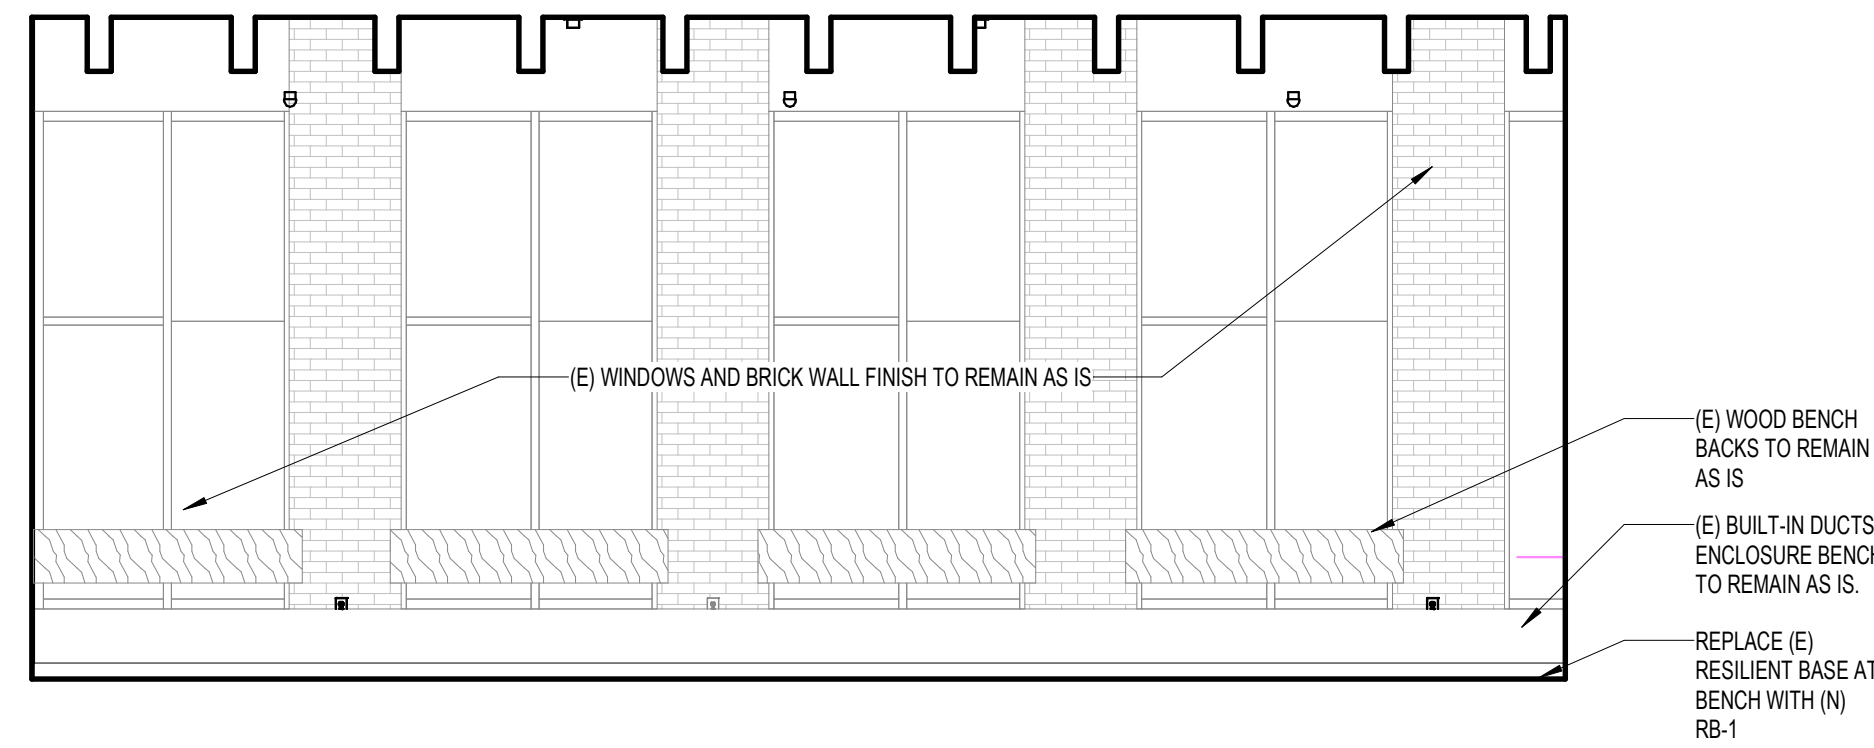 (E) WINDOWS AND BRICK WALL FINISH TO REMAIN AS IS
(E) WOOD BENCH
BACKS TO REMAIN
AS IS
(E) BUILT-IN DUCTS
ENCLOSURE
TO REMAIN AS IS.
REPLACE (E)
RESILIENT BASE AT
BENCH WITH (N)
RB-1